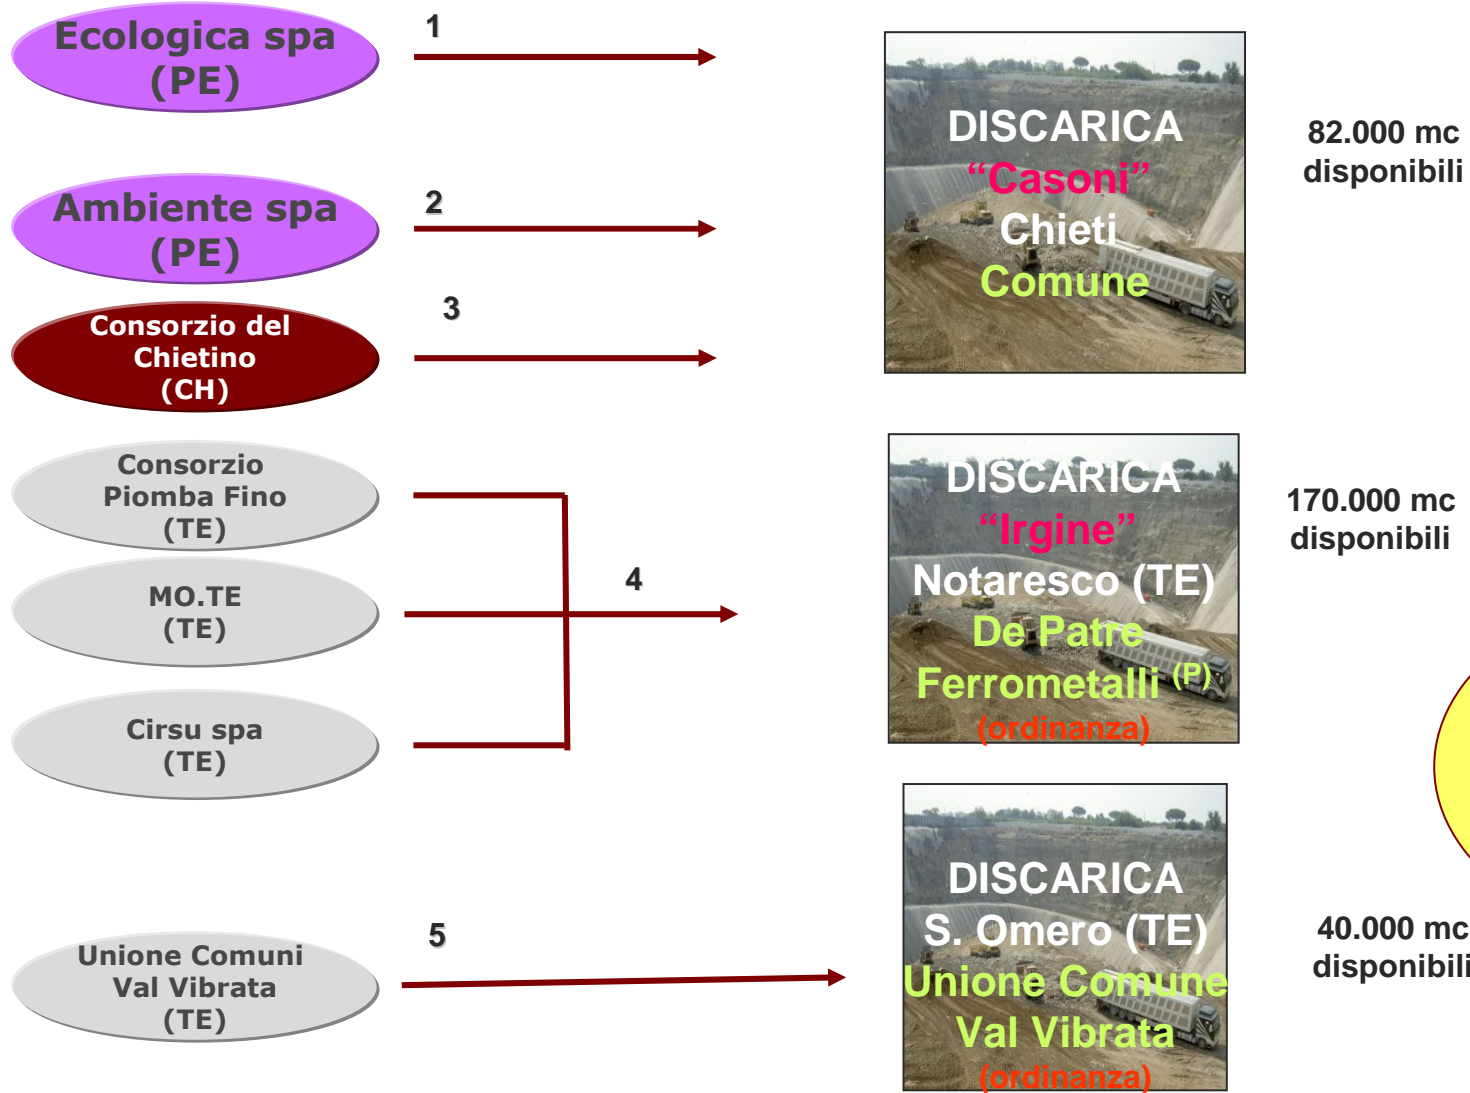 Ecologica spa
(PE)
1
DISCARICA
“Casoni”
Chieti
Comune
82.000 mc
disponibili
Ambiente spa
(PE)
2
Consorzio del
Chietino
(CH)
3
Consorzio
Piomba Fino
(TE)
MO.TE
(TE)
Cirsu spa
(TE)
4
DISCARICA
“Irgine”
Notaresco (TE)
De Patre
Ferrometalli (P)
(ordinanza)
170.000 mc
disponibili
Unione Comuni
Val Vibrata
(TE)
5
DISCARICA
S. Omero (TE)
Unione Comune
Val Vibrata
(ordinanza)
40.000 mc
disponibili